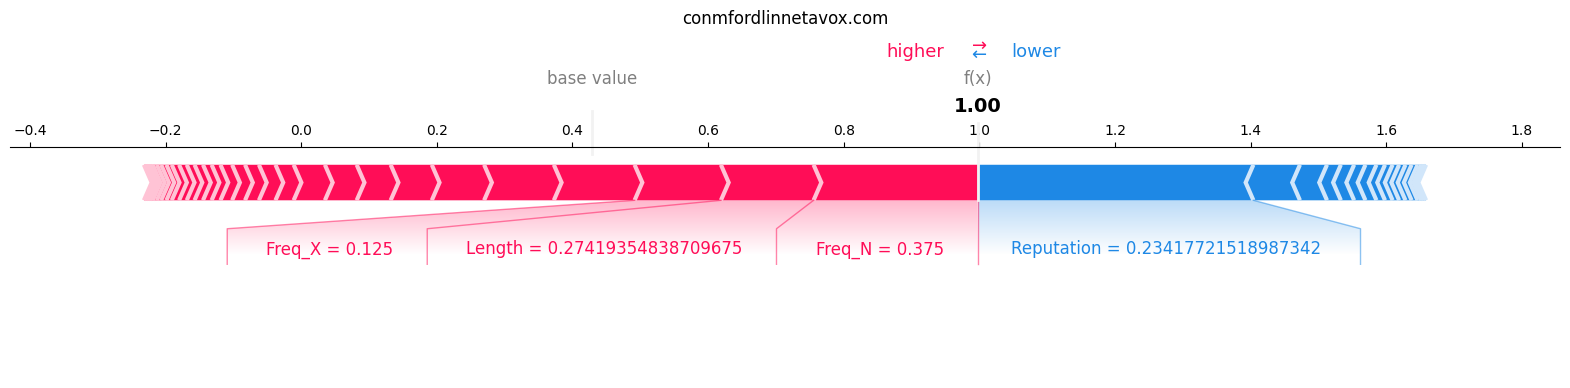 conmfordlinnetavox.com
higher ⇄ lower
base value f(x)
1.00
−0.4 −0.2 0.0 0.2 0.4 0.6 0.8 1.0 1.2 1.4 1.6 1.8
Freq_X = 0.125 Length = 0.27419354838709675 Freq_N = 0.375 Reputation = 0.23417721518987342